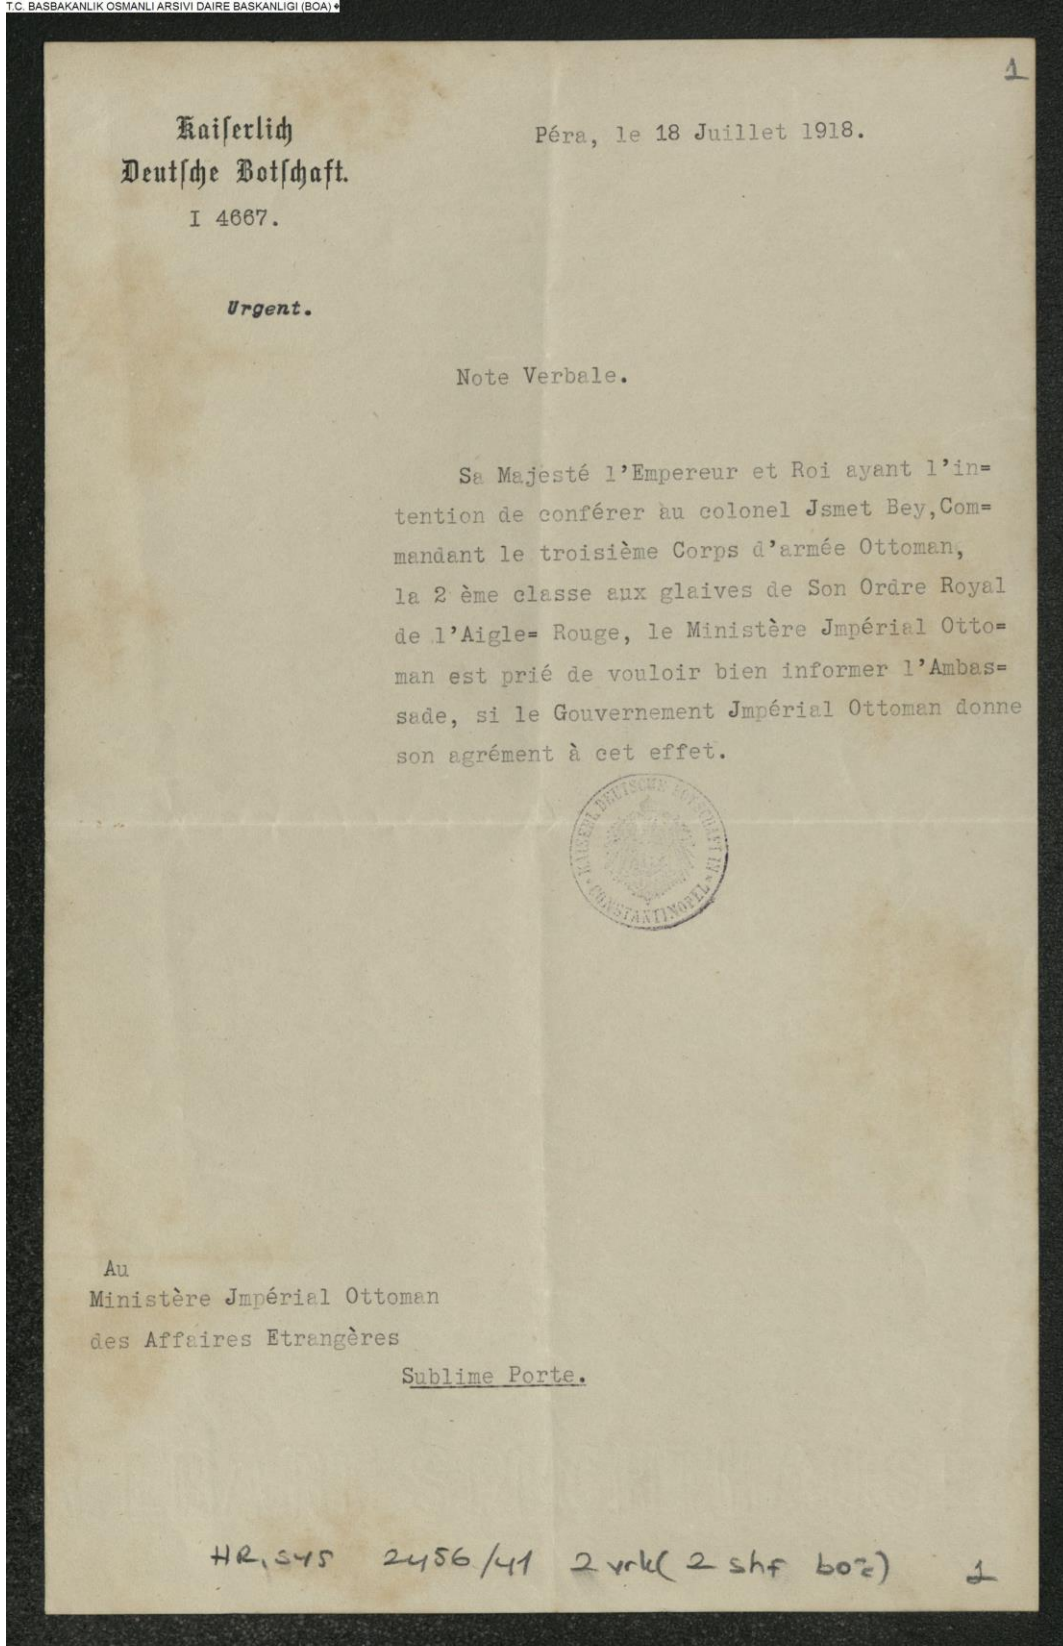 T.C. BASBAKANLIK OSMANLI ARSIVI DAIRE BASKANLIGI (BOA)
1
Kaiserlich
Deutsche Botschaft.
I 4667.
Péra, le 18 Juillet 1918.
Urgent.
Note Verbale.
Sa Majesté l'Empereur et Roi ayant l'in=
tention de conférer au colonel Jsmet Bey,Com=
mandant le troisième Corps d'armée Ottoman,
la 2 ème classe aux glaives de Son Ordre Royal
de l'Aigle= Rouge, le Ministère Jmpérial Otto=
man est prié de vouloir bien informer l'Ambas=
sade, si le Gouvernement Jmpérial Ottoman donne
son agrément à cet effet.
KAISERL. DEUTSCHE BOTSCHAFT IN
* CONSTANTINOPEL *
Au
Ministère Jmpérial Ottoman
des Affaires Etrangères
Sublime Porte.
HR, SYS 2456/41 2 vrk( 2 shf boş) 1